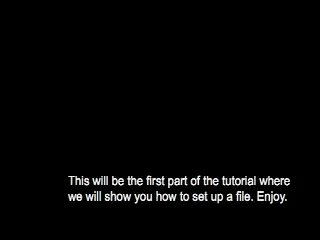 This will be the first part of the tutorial where
we will show you how to set up a file. Enjoy.